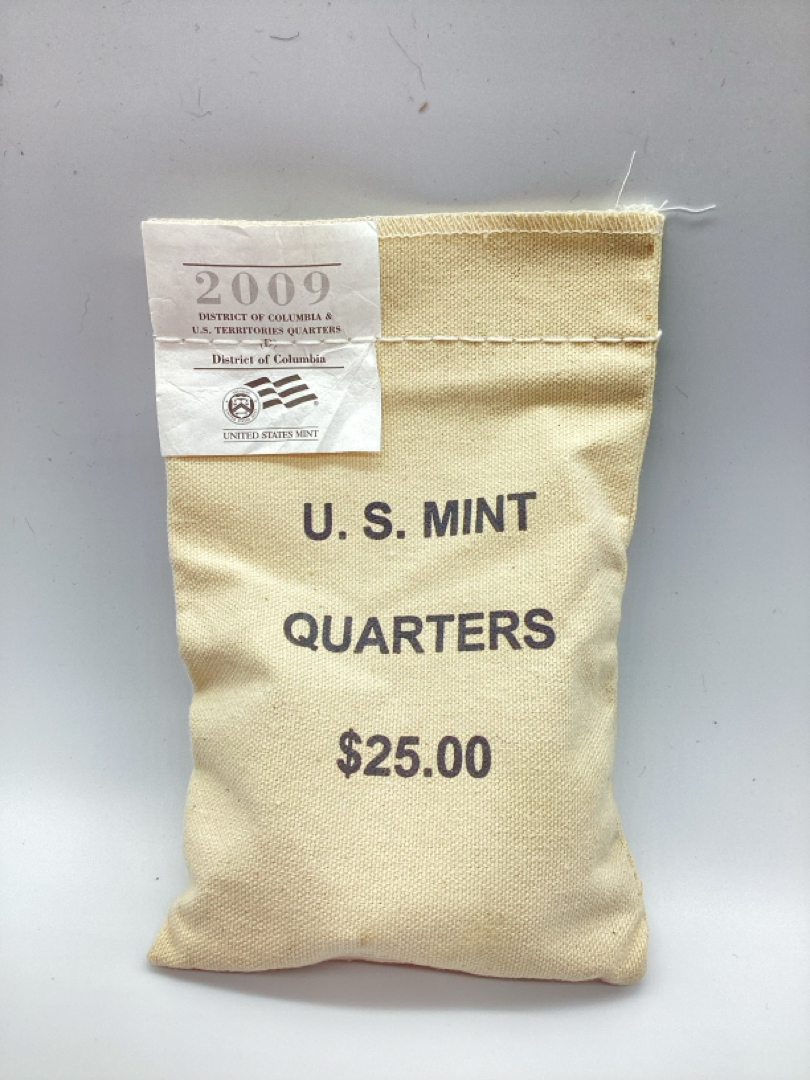 2009
DISTRICT OF COLUMBIA &
U.S. TERRITORIES QUARTERS
District of Columbia
UNITED STATES MINT
U. S. MINT
QUARTERS
$25.00